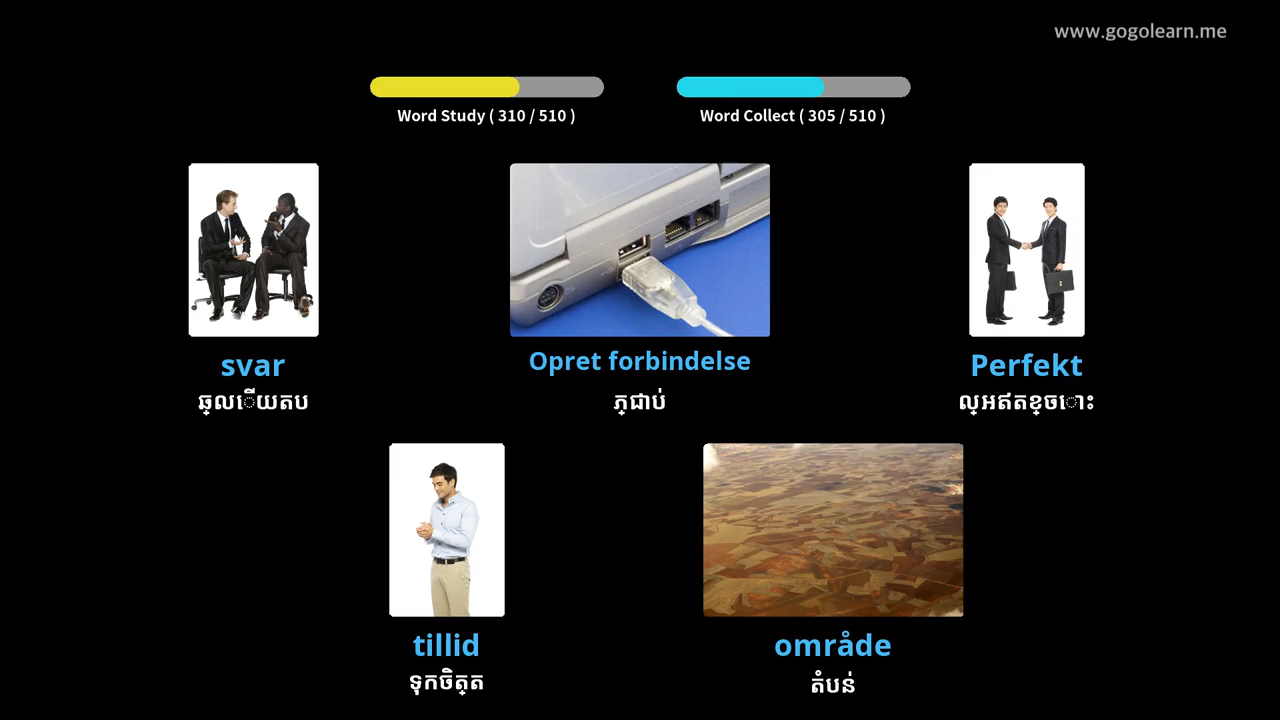 www.gogolearn.me
Word Study ( 310 / 510 )
Word Collect ( 305 / 510 )
svar
ឆ្លើយតប
Opret forbindelse
ភ្ជាប់
Perfekt
ល្អឥតខ្ចោះ
tillid
ទុកចិត្ត
område
តំបន់